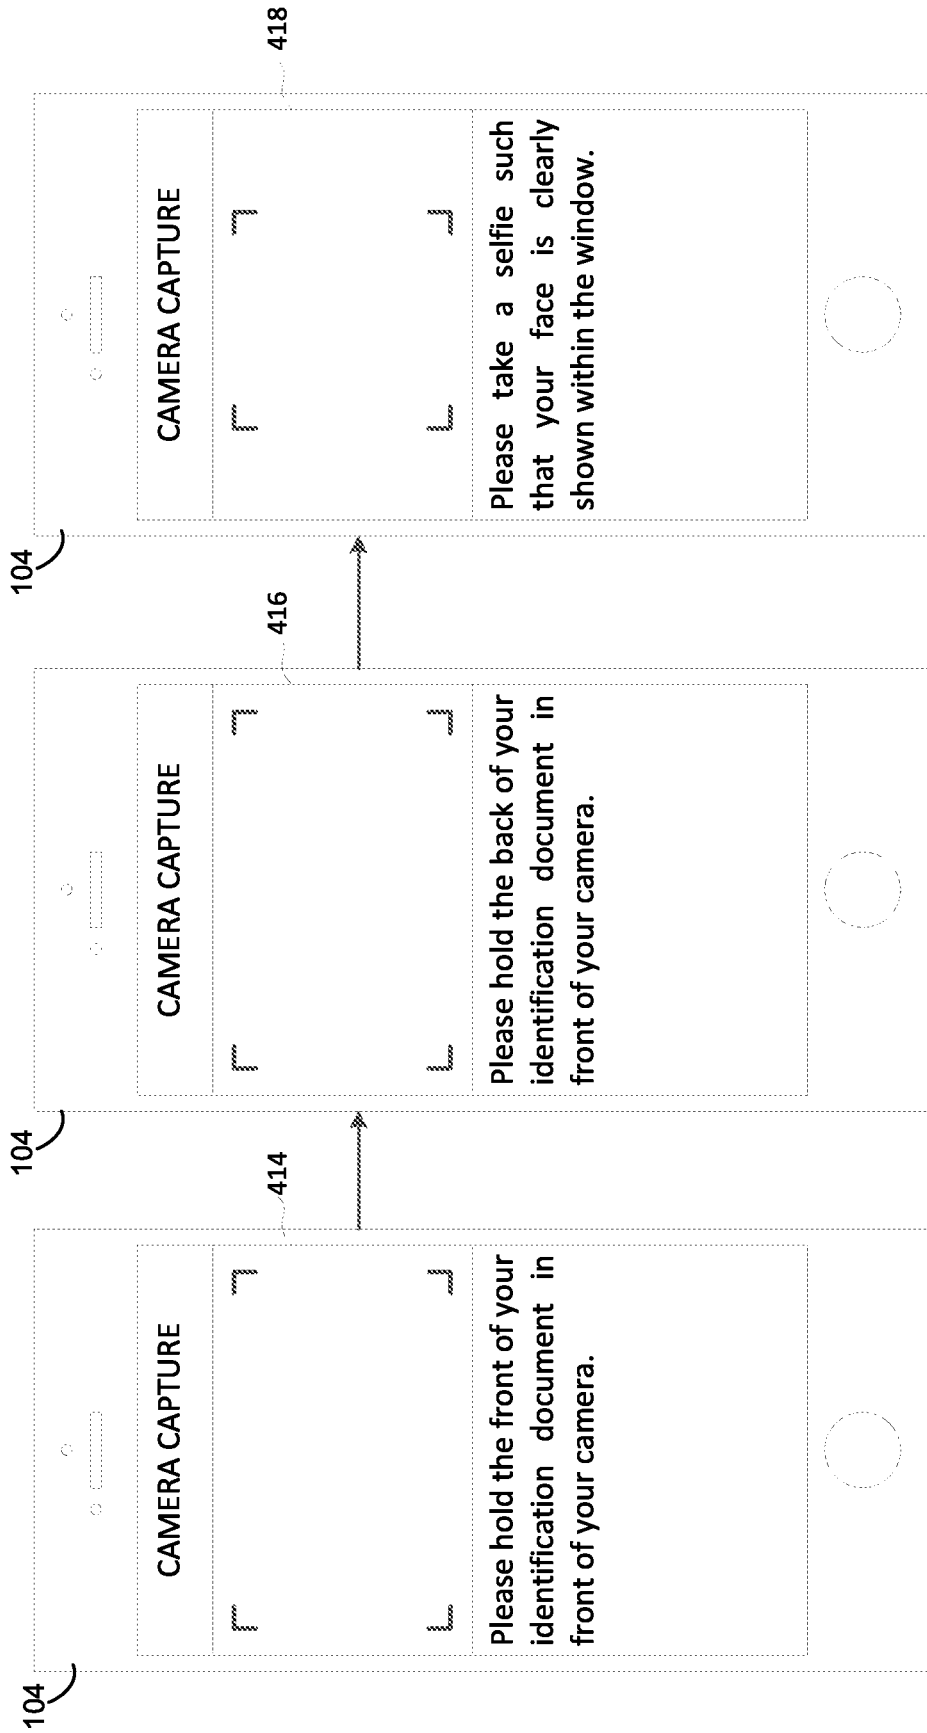 104
CAMERA CAPTURE
414
Please hold the front of your
identification document in
front of your camera.
104
CAMERA CAPTURE
416
Please hold the back of your
identification document in
front of your camera.
104
CAMERA CAPTURE
418
Please take a selfie such
that your face is clearly
shown within the window.